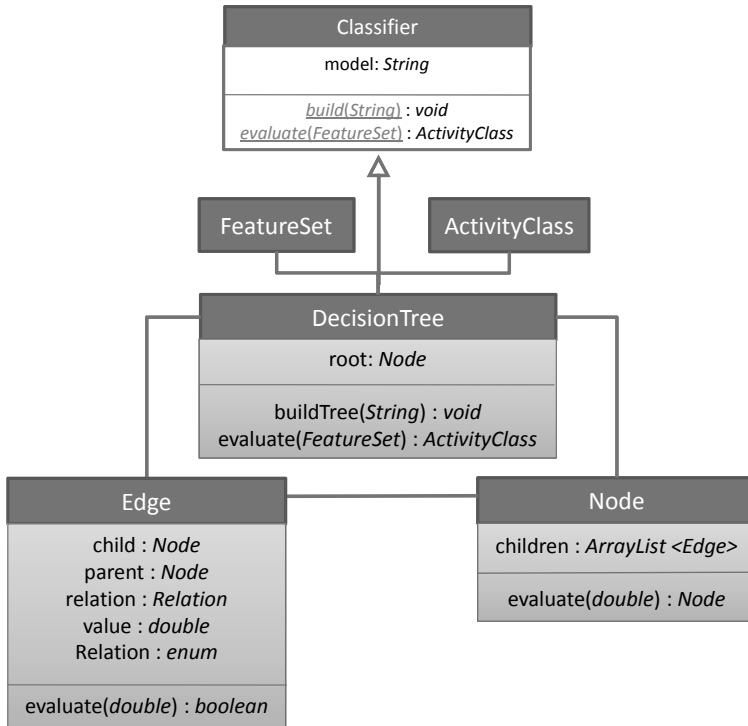 Classifier
model: String
build(String) : void
evaluate(FeatureSet) : ActivityClass
FeatureSet
ActivityClass
DecisionTree
root: Node
buildTree(String) : void
evaluate(FeatureSet) : ActivityClass
Edge
child : Node
parent : Node
relation : Relation
value : double
Relation : enum
evaluate(double) : boolean
Node
children : ArrayList <Edge>
evaluate(double) : Node